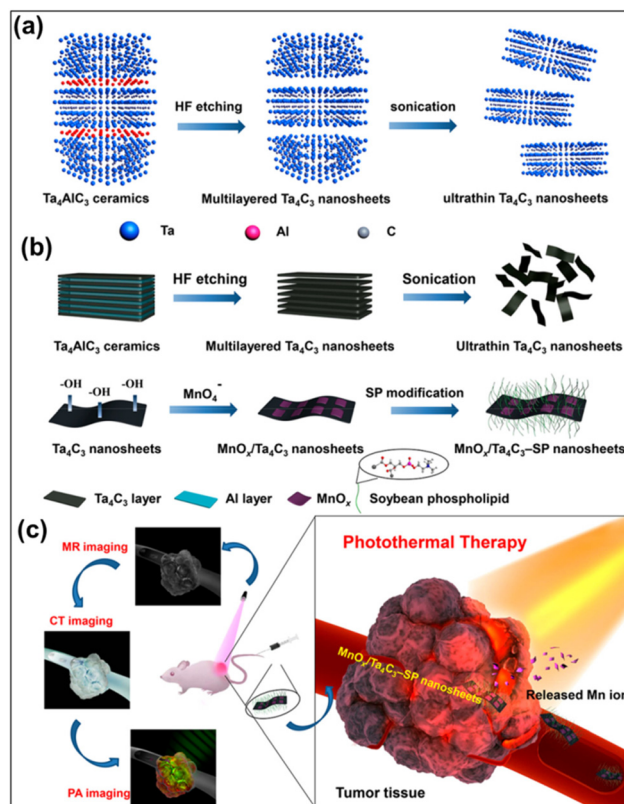 (a)
HF etching
sonication
Ta₄AlC₃ ceramics
Multilayered Ta₄C₃ nanosheets
ultrathin Ta₄C₃ nanosheets
Ta
Al
C
(b)
HF etching
Sonication
Ta₄AlC₃ ceramics
Multilayered Ta₄C₃ nanosheets
Ultrathin Ta₄C₃ nanosheets
-OH
-OH
-OH
MnO₄⁻
SP modification
Ta₄C₃ nanosheets
MnOₓ/Ta₄C₃ nanosheets
MnOₓ/Ta₄C₃–SP nanosheets
Ta₄C₃ layer
Al layer
MnOₓ
Soybean phospholipid
(c)
MR imaging
CT imaging
PA imaging
Photothermal Therapy
MnOₓ/Ta₄C₃–SP nanosheets
Released Mn ion
Tumor tissue